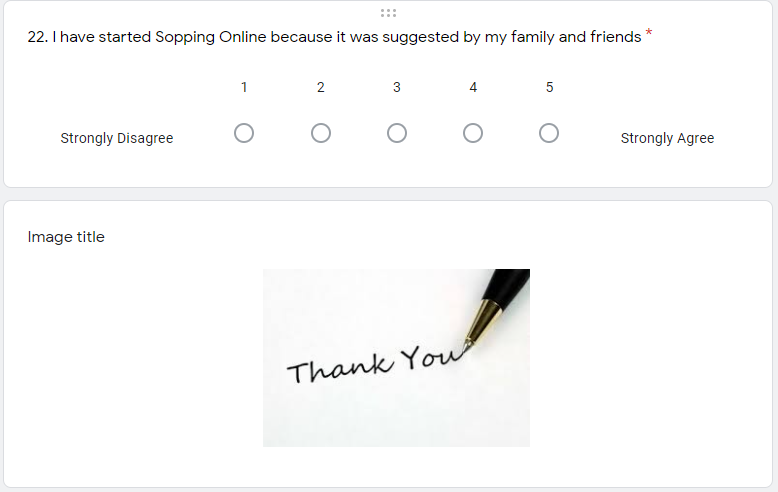 22. I have started Sopping Online because it was suggested by my family and friends *
1 2 3 4 5
Strongly Disagree Strongly Agree
Image title
Thank You